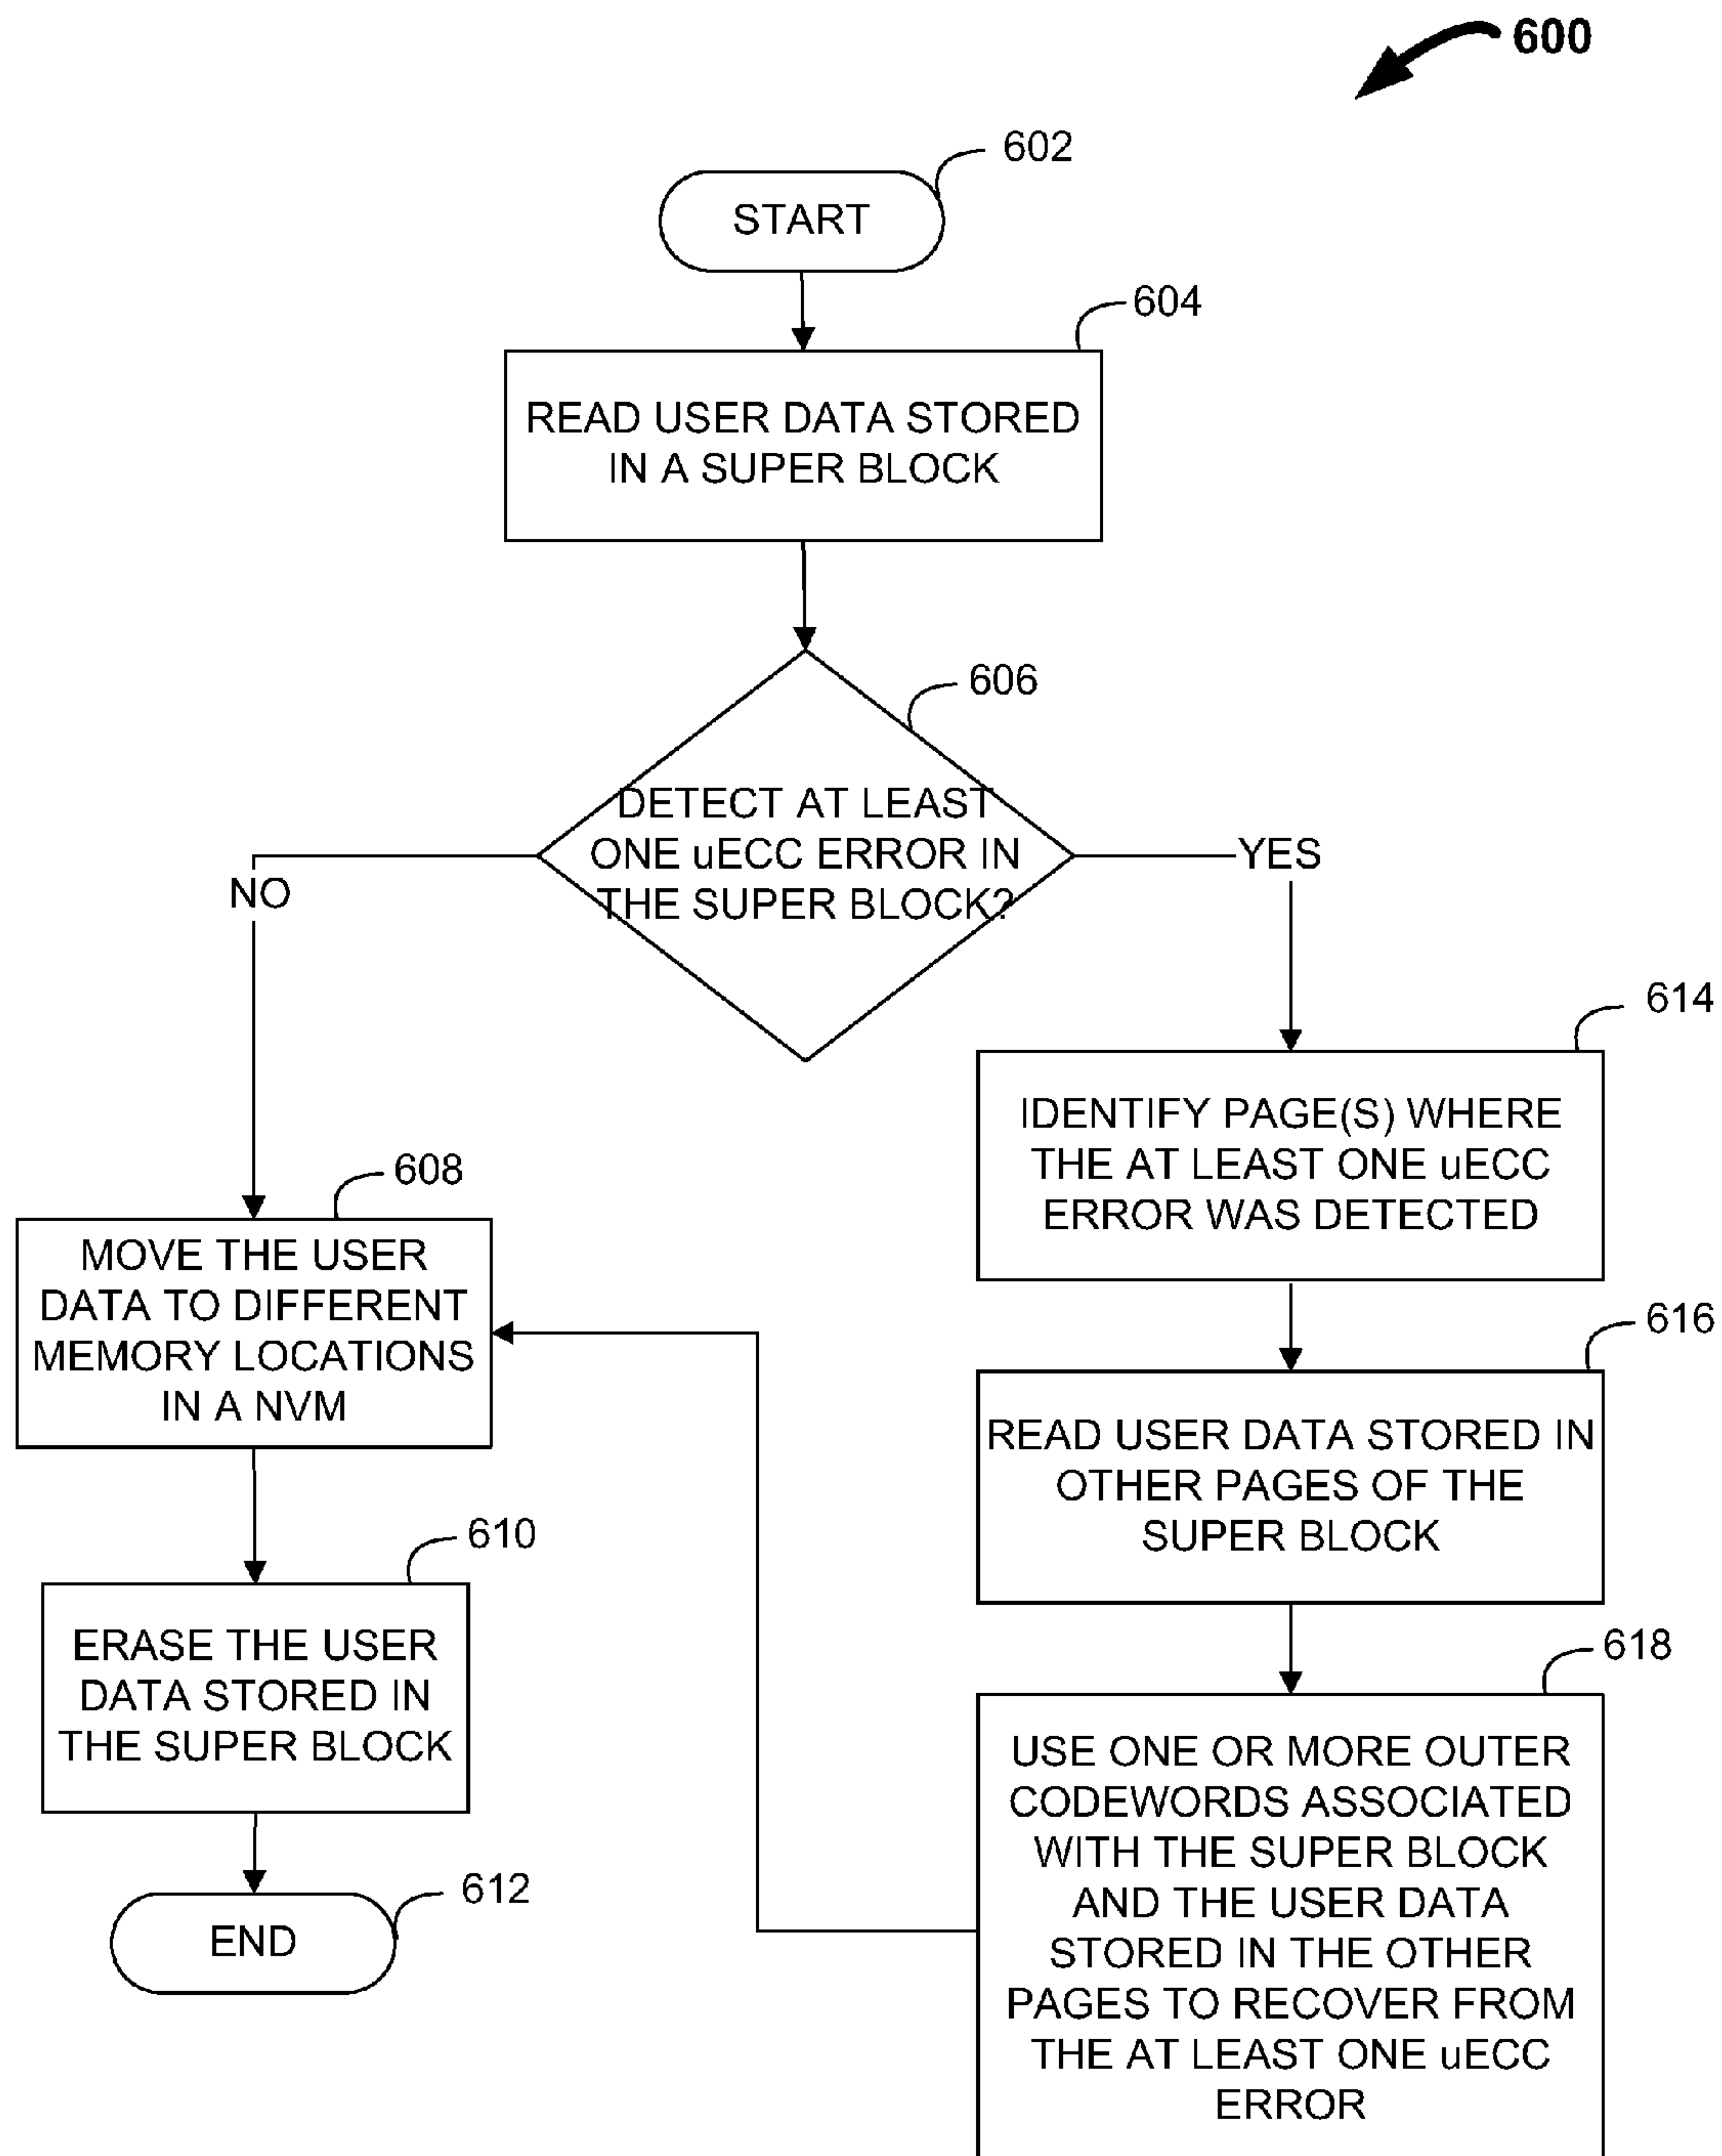 600
602
START
604
READ USER DATA STORED
IN A SUPER BLOCK
606
DETECT AT LEAST
ONE uECC ERROR IN
THE SUPER BLOCK?
NO
YES
608
MOVE THE USER
DATA TO DIFFERENT
MEMORY LOCATIONS
IN A NVM
610
ERASE THE USER
DATA STORED IN
THE SUPER BLOCK
612
END
614
IDENTIFY PAGE(S) WHERE
THE AT LEAST ONE uECC
ERROR WAS DETECTED
616
READ USER DATA STORED IN
OTHER PAGES OF THE
SUPER BLOCK
618
USE ONE OR MORE OUTER
CODEWORDS ASSOCIATED
WITH THE SUPER BLOCK
AND THE USER DATA
STORED IN THE OTHER
PAGES TO RECOVER FROM
THE AT LEAST ONE uECC
ERROR